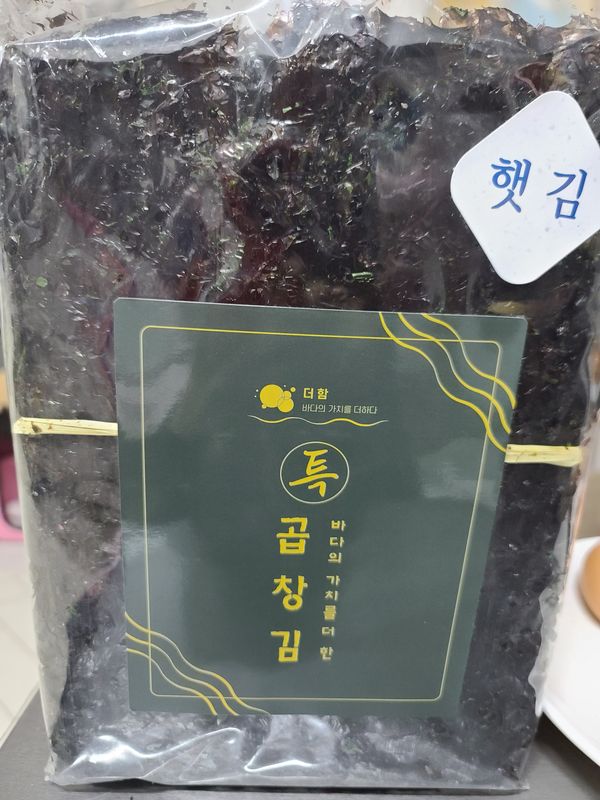 햇김
더함
바다의 가치를 더하다
특
곱창김
바다의 가치를 더한